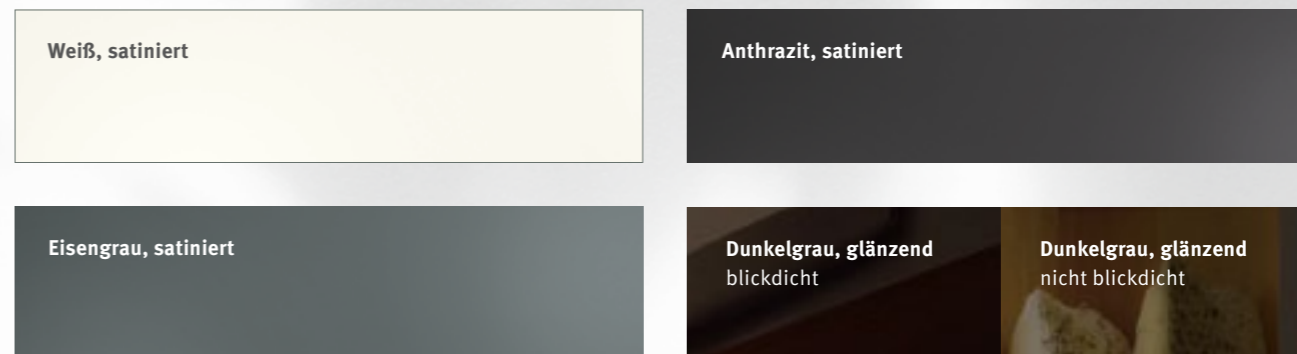 Weiß, satiniert
Anthrazit, satiniert
Eisengrau, satiniert
Dunkelgrau, glänzend
blickdicht
Dunkelgrau, glänzend
nicht blickdicht